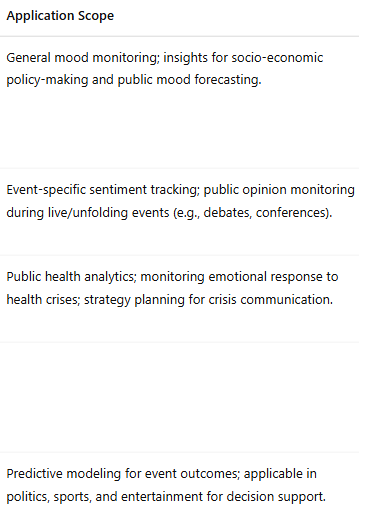 Application Scope
General mood monitoring; insights for socio-economic
policy-making and public mood forecasting.
Event-specific sentiment tracking; public opinion monitoring
during live/unfolding events (e.g., debates, conferences).
Public health analytics; monitoring emotional response to
health crises; strategy planning for crisis communication.
Predictive modeling for event outcomes; applicable in
politics, sports, and entertainment for decision support.